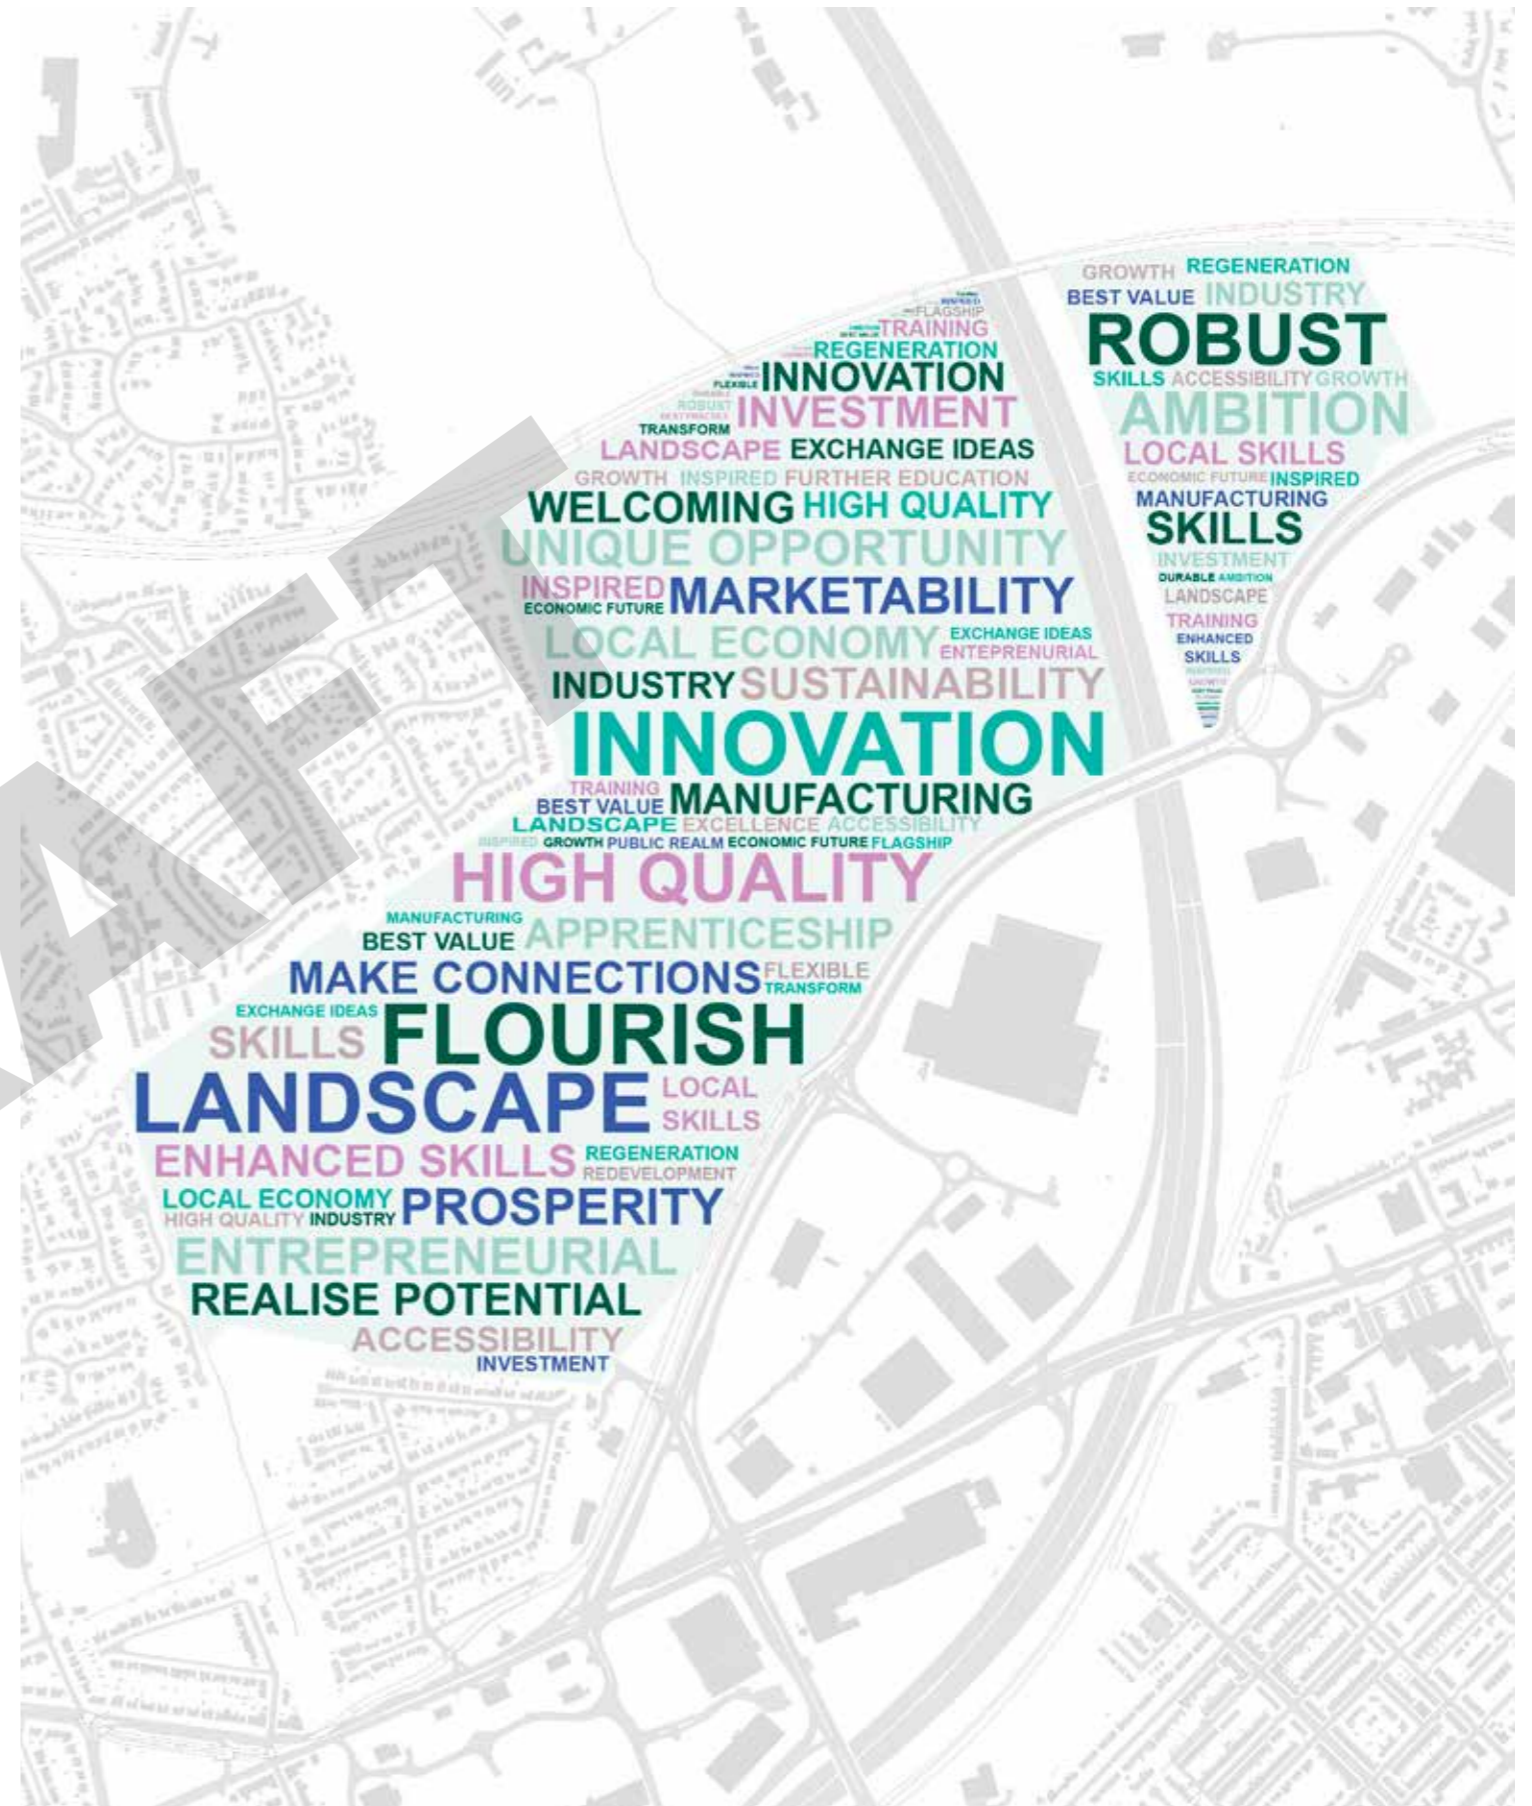 INSPIRED
FLAGSHIP
TRAINING
REGENERATION
FLEXIBLE INNOVATION
ROBUST INVESTMENT
TRANSFORM
LANDSCAPE EXCHANGE IDEAS
GROWTH INSPIRED FURTHER EDUCATION
WELCOMING HIGH QUALITY
UNIQUE OPPORTUNITY
INSPIRED MARKETABILITY
ECONOMIC FUTURE
LOCAL ECONOMY EXCHANGE IDEAS
ENTEPRENURIAL
INDUSTRY SUSTAINABILITY
INNOVATION
TRAINING
BEST VALUE MANUFACTURING
LANDSCAPE EXCELLENCE ACCESSIBILITY
INSPIRED GROWTH PUBLIC REALM ECONOMIC FUTURE FLAGSHIP
HIGH QUALITY
MANUFACTURING
BEST VALUE APPRENTICESHIP
MAKE CONNECTIONS FLEXIBLE
TRANSFORM
EXCHANGE IDEAS
SKILLS FLOURISH
LANDSCAPE LOCAL
SKILLS
ENHANCED SKILLS REGENERATION
REDEVELOPMENT
LOCAL ECONOMY PROSPERITY
HIGH QUALITY INDUSTRY
ENTREPRENEURIAL
REALISE POTENTIAL
ACCESSIBILITY
INVESTMENT
GROWTH REGENERATION
BEST VALUE INDUSTRY
ROBUST
SKILLS ACCESSIBILITY GROWTH
AMBITION
LOCAL SKILLS
ECONOMIC FUTURE INSPIRED
MANUFACTURING
SKILLS
INVESTMENT
DURABLE AMBITION
LANDSCAPE
TRAINING
ENHANCED
SKILLS
GROWTH
AFT